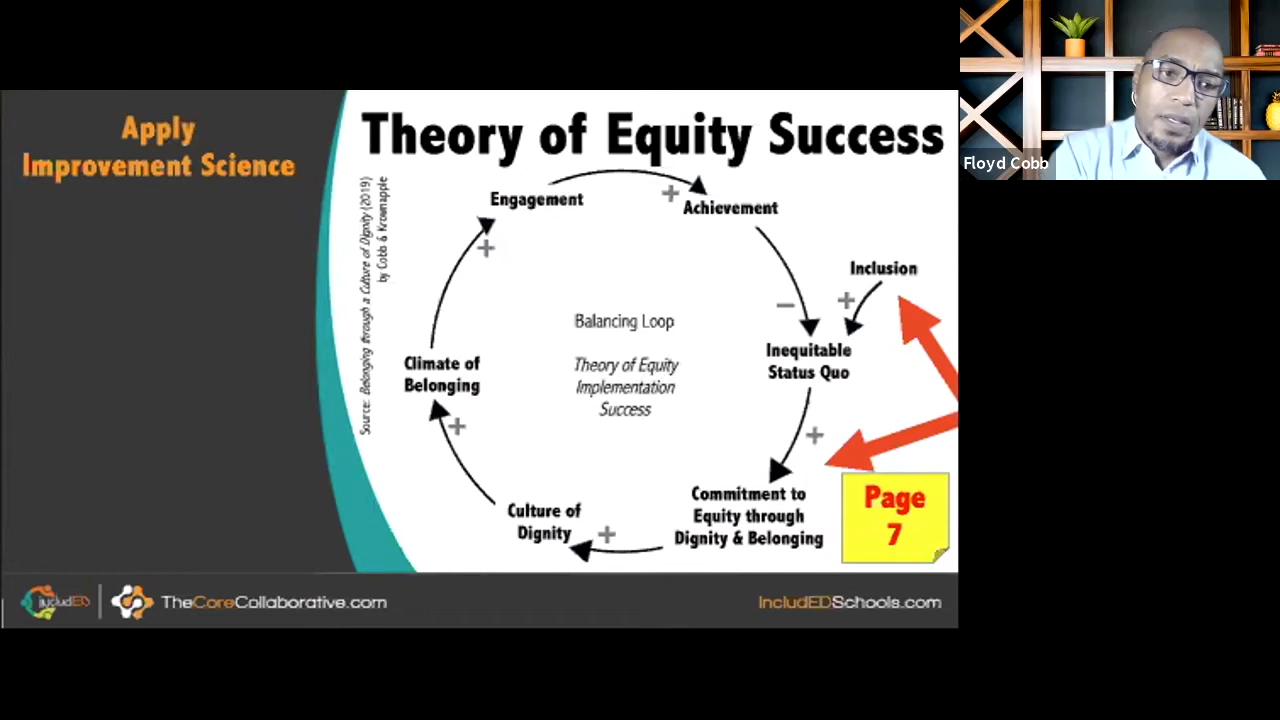 Apply
Improvement Science
Theory of Equity Success
Source: Belonging through a Culture of Dignity (2019)
by Cobb & Krownapple
Engagement
+
Achievement
Inclusion
+
−
+
Balancing Loop
Theory of Equity
Implementation
Success
Inequitable
Status Quo
Climate of
Belonging
+
+
Commitment to
Equity through
Dignity & Belonging
Culture of
Dignity
+
Page
7
includED
TheCoreCollaborative.com
IncludEDSchools.com
Floyd Cobb